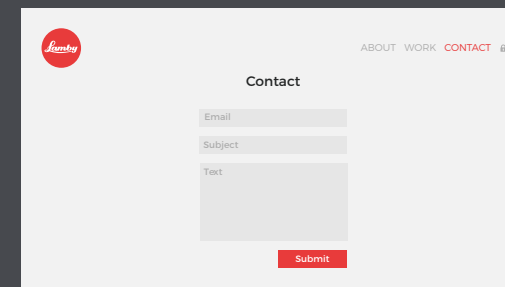 Lamby
ABOUT WORK CONTACT
Contact
Email
Subject
Text
Submit